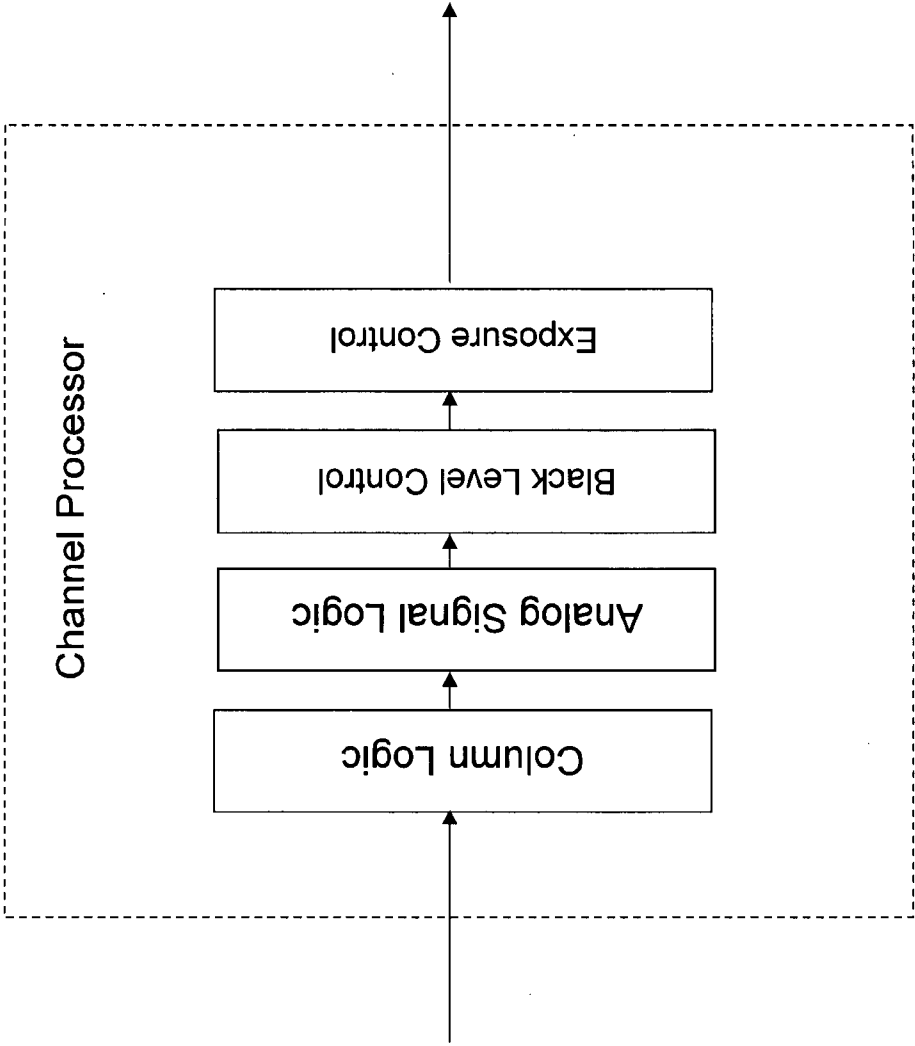 Channel Processor
Column Logic
Analog Signal Logic
Black Level Control
Exposure Control